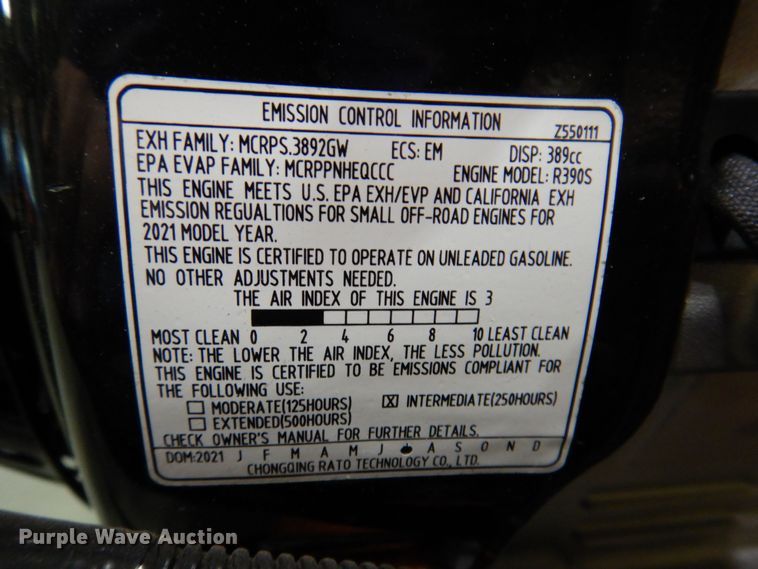 EMISSION CONTROL INFORMATION
Z550111
EXH FAMILY: MCRPS.3892GW ECS: EM DISP: 389cc
EPA EVAP FAMILY: MCRPPNHEQCCC ENGINE MODEL: R390S
THIS ENGINE MEETS U.S. EPA EXH/EVP AND CALIFORNIA EXH
EMISSION REGUALTIONS FOR SMALL OFF-ROAD ENGINES FOR
2021 MODEL YEAR.
THIS ENGINE IS CERTIFIED TO OPERATE ON UNLEADED GASOLINE.
NO OTHER ADJUSTMENTS NEEDED.
THE AIR INDEX OF THIS ENGINE IS 3
MOST CLEAN 0 2 4 6 8 10 LEAST CLEAN
NOTE: THE LOWER THE AIR INDEX, THE LESS POLLUTION.
THIS ENGINE IS CERTIFIED TO BE EMISSIONS COMPLIANT FOR
THE FOLLOWING USE:
☐ MODERATE(125HOURS) ☒ INTERMEDIATE(250HOURS)
☐ EXTENDED(500HOURS)
CHECK OWNER'S MANUAL FOR FURTHER DETAILS.
DOM:2021 J F M A M J ● A S O N D
CHONGQING RATO TECHNOLOGY CO., LTD.
Purple Wave Auction